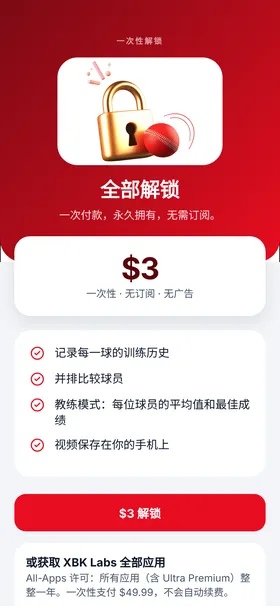 一次性解锁
全部解锁
一次付款，永久拥有，无需订阅。
$3
一次性 · 无订阅 · 无广告
记录每一球的训练历史
并排比较球员
教练模式：每位球员的平均值和最佳成
绩
视频保存在你的手机上
$3 解锁
或获取 XBK Labs 全部应用
All-Apps 许可：所有应用（含 Ultra Premium）整
整一年。一次性支付 $49.99，不会自动续费。